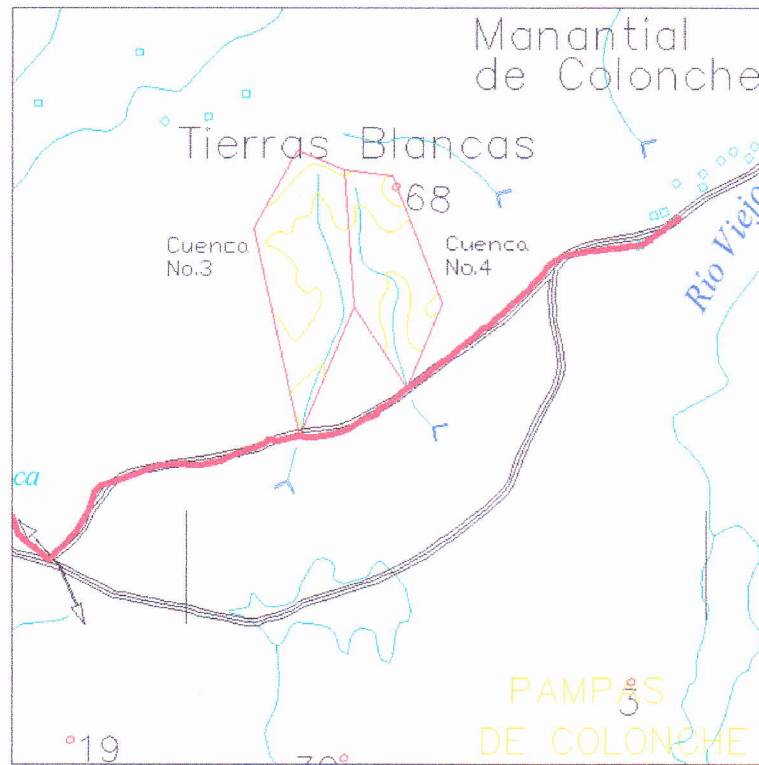 Manantial
de Colonche
Tierras Blancas
68
Cuenca
No.3
Cuenca
No.4
Río Viejo
ca
PAMPAS
3
DE COLONCHE
19